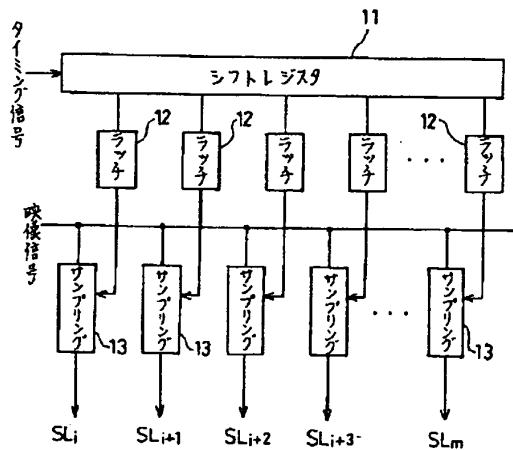 11
タイミング信号
シフトレジスタ
12
12
12
ラッチ
ラッチ
ラッチ
ラッチ
・・・
ラッチ
映像信号
サンプリング
サンプリング
サンプリング
サンプリング
・・・
サンプリング
13
13
13
SLi
SLi+1
SLi+2
SLi+3
SLm